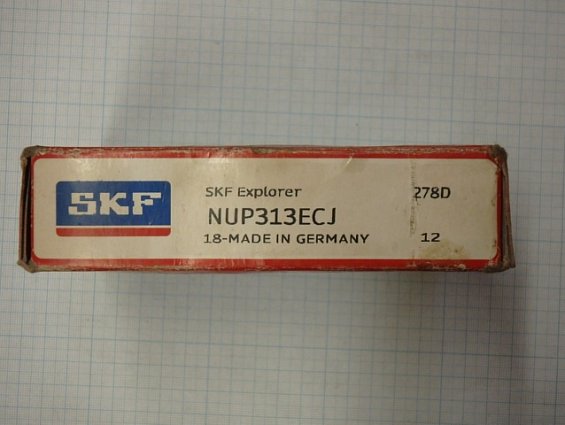 SKF
SKF Explorer 278D
NUP313ECJ
18-MADE IN GERMANY 12